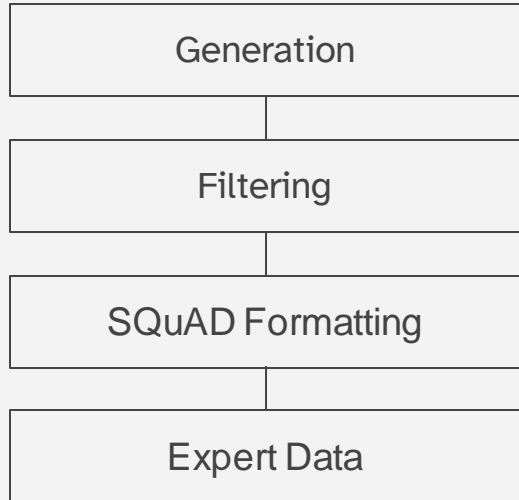 Generation
Filtering
SQuAD Formatting
Expert Data